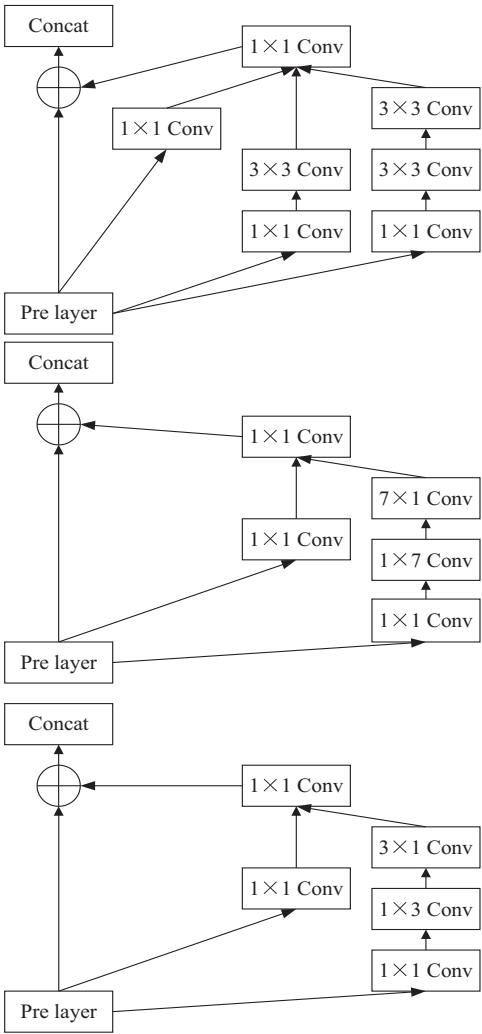 Concat
1×1 Conv
3×3 Conv
1×1 Conv
3×3 Conv
3×3 Conv
1×1 Conv
1×1 Conv
Pre layer
Concat
1×1 Conv
7×1 Conv
1×1 Conv
1×7 Conv
1×1 Conv
Pre layer
Concat
1×1 Conv
3×1 Conv
1×1 Conv
1×3 Conv
1×1 Conv
Pre layer